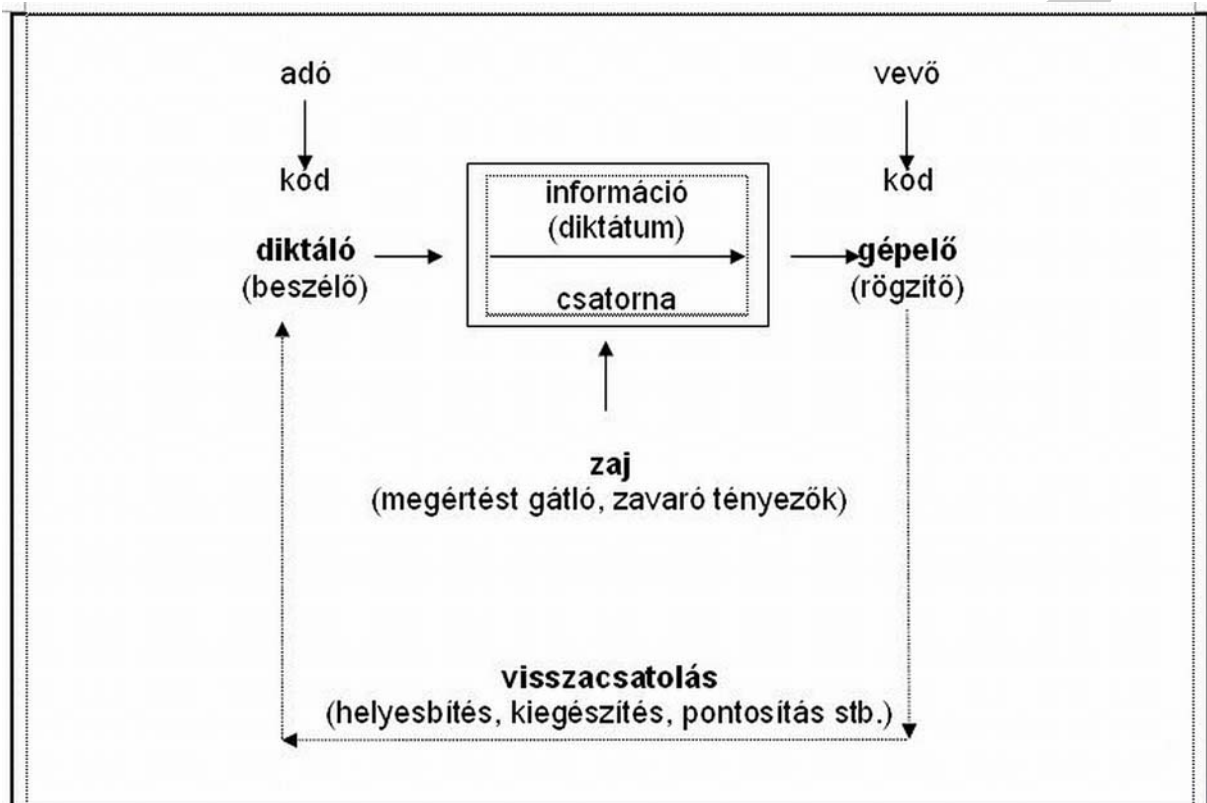 adó
vevő
kód
kód
információ
(diktátum)
diktáló
gépelő
(beszélő)
(rögzítő)
csatorna
zaj
(megértést gátló, zavaró tényezők)
visszacsatolás
(helyesbítés, kiegészítés, pontosítás stb.)